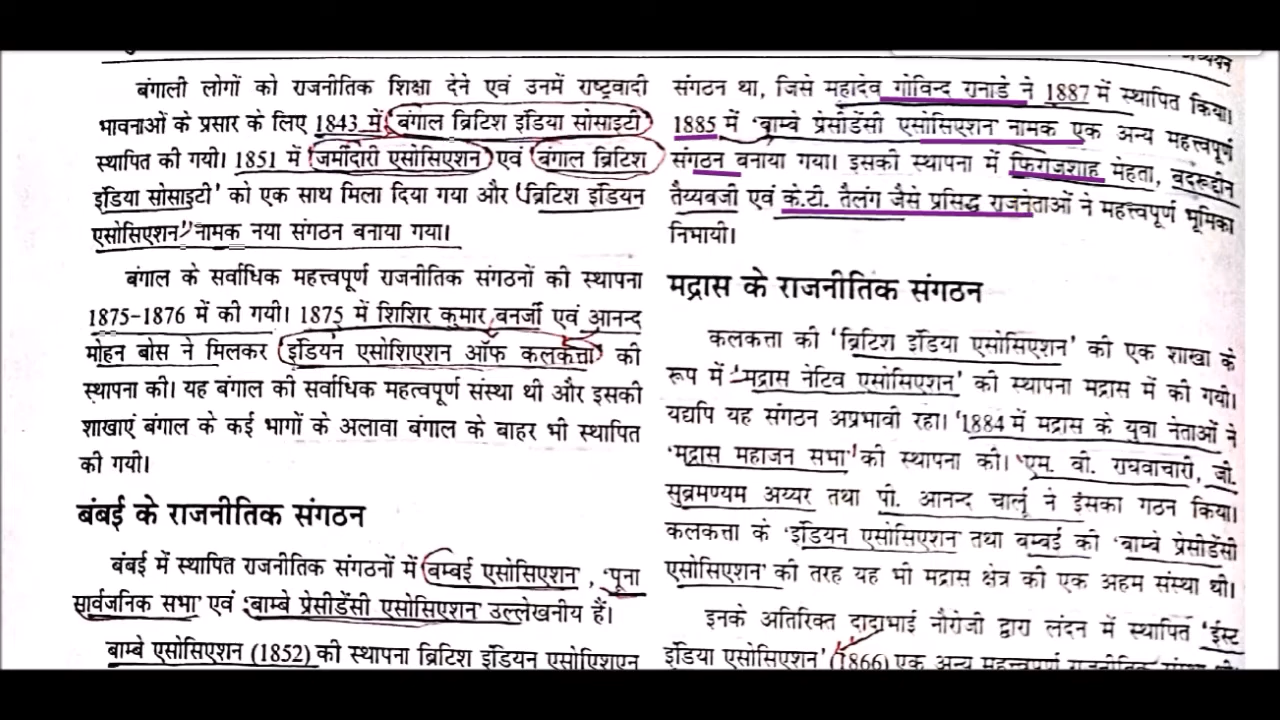 अध्ययन
बंगाली लोगों को राजनीतिक शिक्षा देने एवं उनमें राष्ट्रवादी
भावनाओं के प्रसार के लिए 1843 में 'बंगाल ब्रिटिश इंडिया सोसाइटी'
स्थापित की गयी। 1851 में 'जमींदारी एसोसिएशन' एवं 'बंगाल ब्रिटिश
इंडिया सोसाइटी' को एक साथ मिला दिया गया और 'ब्रिटिश इंडियन
एसोसिएशन' नामक नया संगठन बनाया गया।
बंगाल के सर्वाधिक महत्त्वपूर्ण राजनीतिक संगठनों की स्थापना
1875-1876 में की गयी। 1875 में शिशिर कुमार बनर्जी एवं आनन्द
मोहन बोस ने मिलकर 'इंडियन एसोशिएशन ऑफ कलकत्ता' की
स्थापना की। यह बंगाल की सर्वाधिक महत्वपूर्ण संस्था थी और इसकी
शाखाएं बंगाल के कई भागों के अलावा बंगाल के बाहर भी स्थापित
की गयी।
बंबई के राजनीतिक संगठन
बंबई में स्थापित राजनीतिक संगठनों में 'बम्बई एसोसिएशन', 'पूना
सार्वजनिक सभा' एवं 'बाम्बे प्रेसीडेंसी एसोसिएशन' उल्लेखनीय हैं।
बाम्बे एसोसिएशन (1852) की स्थापना ब्रिटिश इंडियन एसोएिशएन
संगठन था, जिसे महादेव गोविन्द रानाडे ने 1887 में स्थापित किया।
1885 में 'बाम्बे प्रेसीडेंसी एसोसिएशन' नामक एक अन्य महत्त्वपूर्ण
संगठन बनाया गया। इसकी स्थापना में फिरोजशाह मेहता, बदरूद्दीन
तैय्यबजी एवं के.टी. तैलंग जैसे प्रसिद्ध राजनेताओं ने महत्त्वपूर्ण भूमिका
निभायी।
मद्रास के राजनीतिक संगठन
कलकत्ता की 'ब्रिटिश इंडिया एसोसिएशन' की एक शाखा के
रूप में 'मद्रास नेटिव एसोसिएशन' की स्थापना मद्रास में की गयी।
यद्यपि यह संगठन अप्रभावी रहा। 1884 में मद्रास के युवा नेताओं ने
'मद्रास महाजन सभा' की स्थापना की। एम. वी. राघवाचारी, जी.
सुब्रमण्यम अय्यर तथा पी. आनन्द चार्लू ने इसका गठन किया।
कलकत्ता के 'इंडियन एसोसिएशन' तथा बम्बई की 'बाम्बे प्रेसीडेंसी
एसोसिएशन' की तरह यह भी मद्रास क्षेत्र की एक अहम संस्था थी।
इनके अतिरिक्त दादाभाई नौरोजी द्वारा लंदन में स्थापित 'ईस्ट
इंडिया एसोसिएशन' (1866) एक अन्य महत्त्वपूर्ण राजनैतिक संस्था थी।